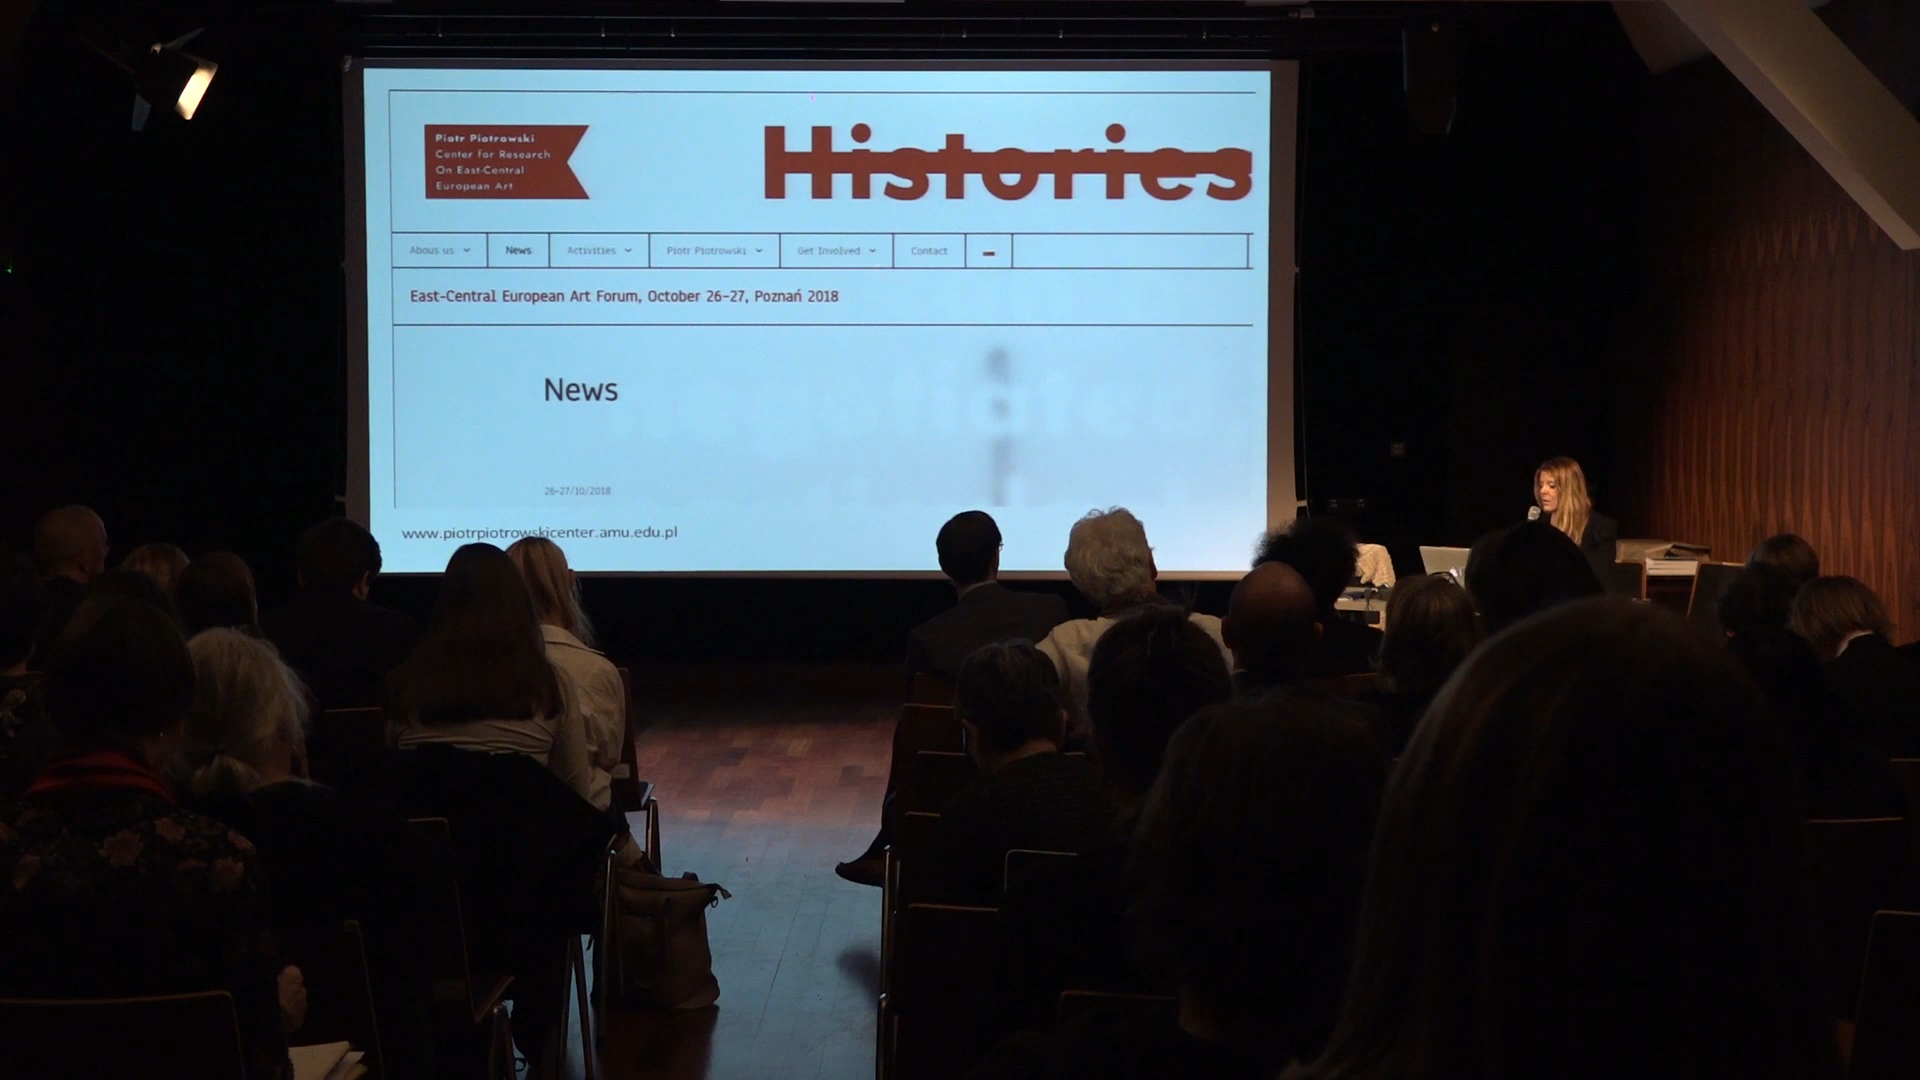 Piotr Piotrowski
Center for Research
On East-Central
European Art
Histories
Abous us
News
Activities
Piotr Piotrowski
Get Involved
Contact
East-Central European Art Forum, October 26-27, Poznań 2018
News
26-27/10/2018
www.piotrpiotrowskicenter.amu.edu.pl